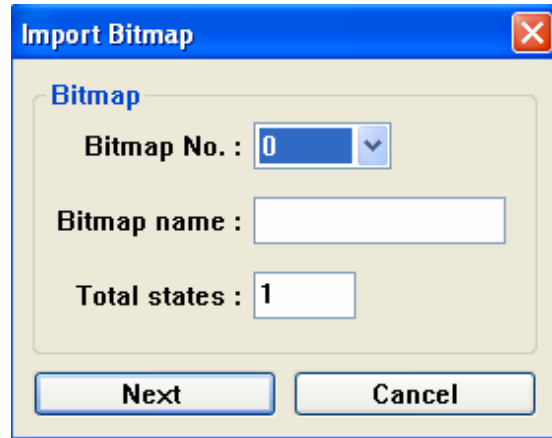 Import Bitmap
Bitmap
Bitmap No. : 0
Bitmap name :
Total states : 1
Next Cancel